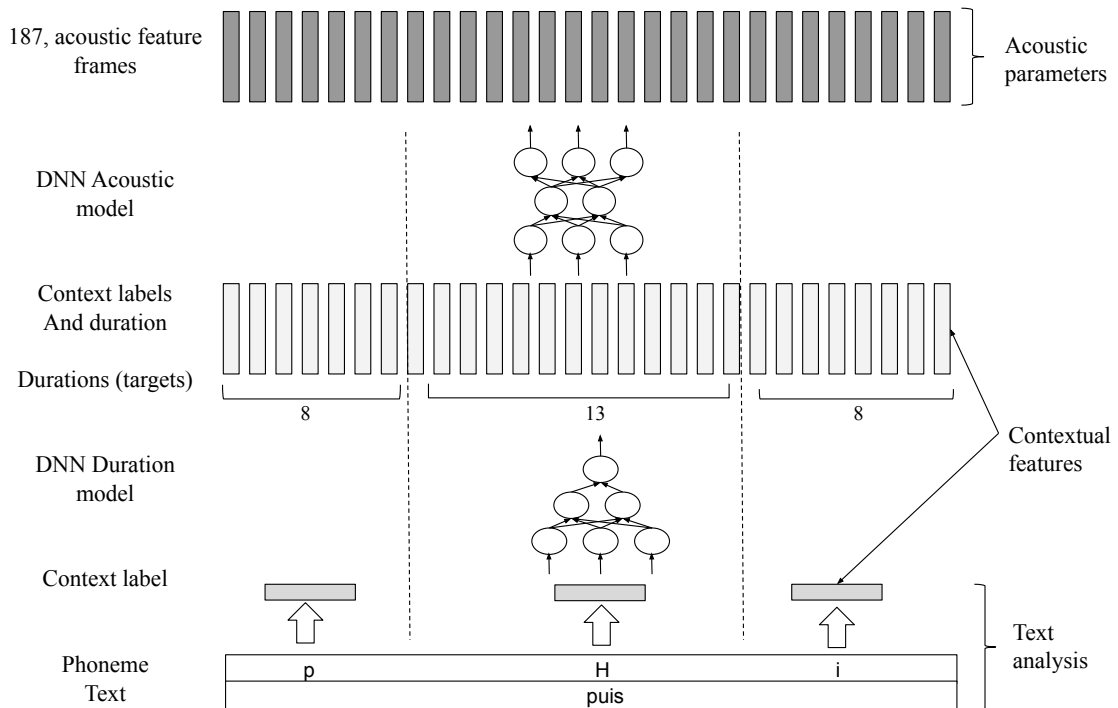 187, acoustic feature
frames
Acoustic
parameters
DNN Acoustic
model
Context labels
And duration
Durations (targets)
8
13
8
DNN Duration
model
Contextual
features
Context label
Text
analysis
Phoneme
p
H
i
Text
puis